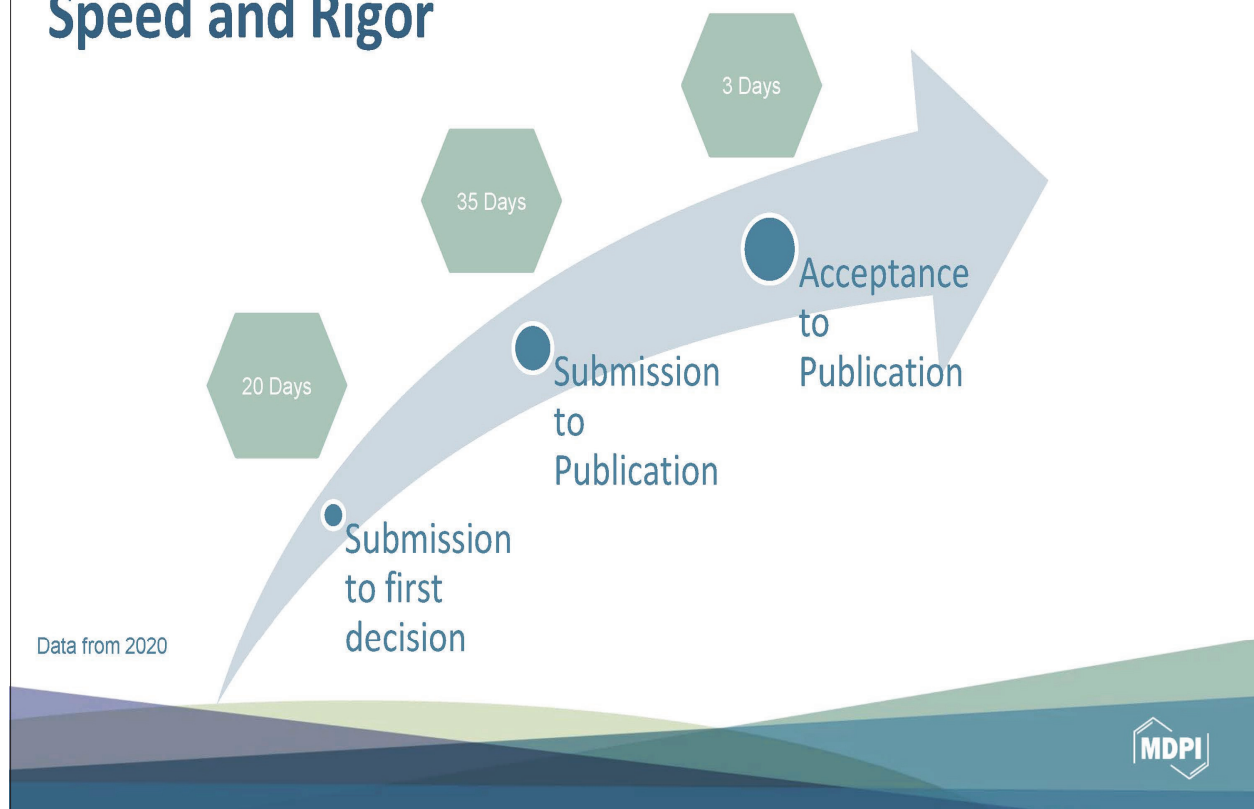 Speed and Rigor
3 Days
35 Days
20 Days
Acceptance
to
Publication
Submission
to
Publication
Submission
to first
decision
Data from 2020
MDPI